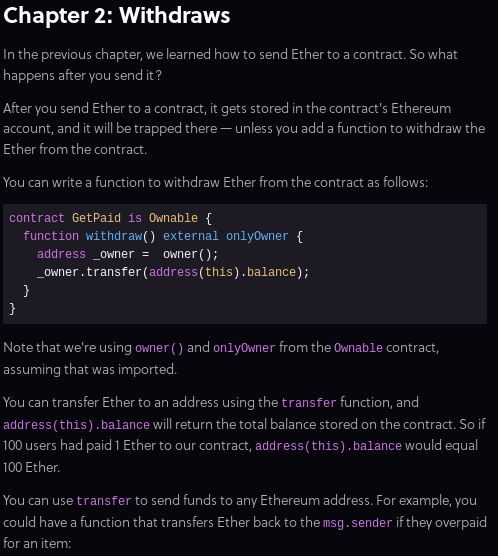 Chapter 2: Withdraws
In the previous chapter, we learned how to send Ether to a contract. So what
happens after you send it?
After you send Ether to a contract, it gets stored in the contract's Ethereum
account, and it will be trapped there — unless you add a function to withdraw the
Ether from the contract.
You can write a function to withdraw Ether from the contract as follows:
contract GetPaid is Ownable {
  function withdraw() external onlyOwner {
    address _owner =  owner();
    _owner.transfer(address(this).balance);
  }
}
Note that we're using owner() and onlyOwner from the Ownable contract,
assuming that was imported.
You can transfer Ether to an address using the transfer function, and
address(this).balance will return the total balance stored on the contract. So if
100 users had paid 1 Ether to our contract, address(this).balance would equal
100 Ether.
You can use transfer to send funds to any Ethereum address. For example, you
could have a function that transfers Ether back to the msg.sender if they overpaid
for an item: